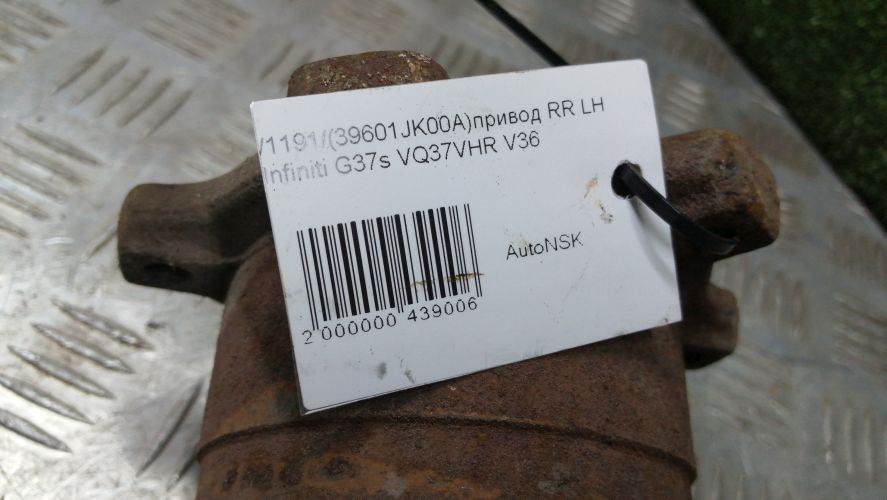 /1191/(39601JK00A)привод RR LH
Infiniti G37s VQ37VHR V36
AutoNSK
2 000000 439006